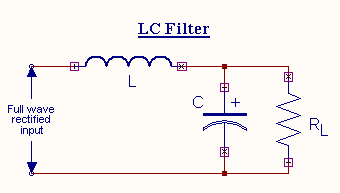 LC Filter
L
Full wave
rectified
input
C
+
RL